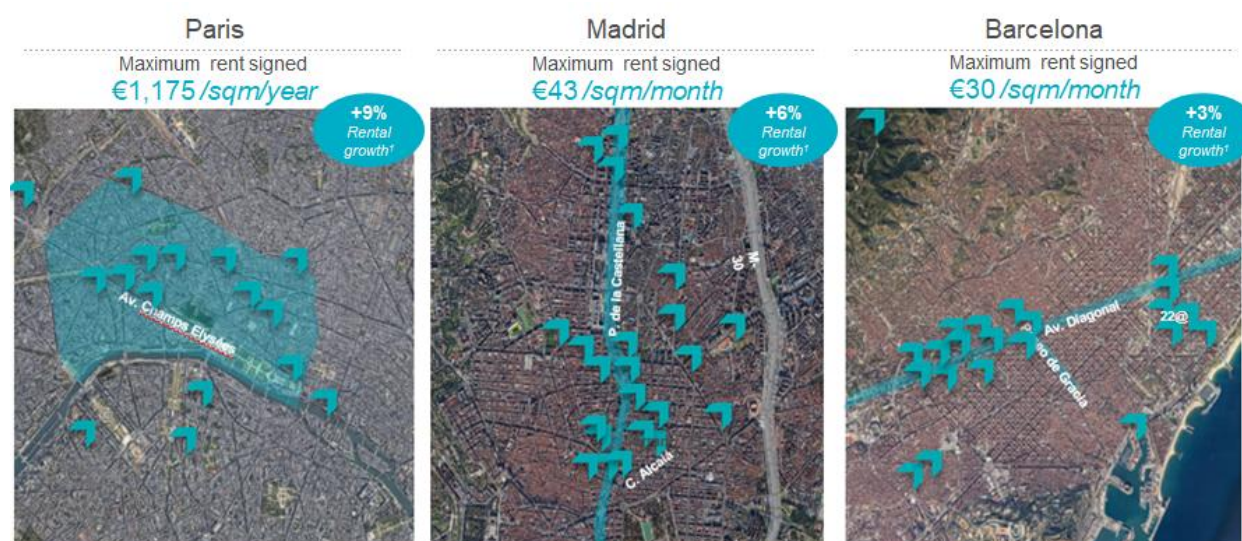 Paris
Maximum rent signed
€1,175 /sqm/year
+9%
Rental
growth¹
Av. Champs Elysées
Madrid
Maximum rent signed
€43 /sqm/month
+6%
Rental
growth¹
P. de la Castellana
M-
30
C. Alcalá
Barcelona
Maximum rent signed
€30 /sqm/month
+3%
Rental
growth¹
Av. Diagonal
22@
de Gracia